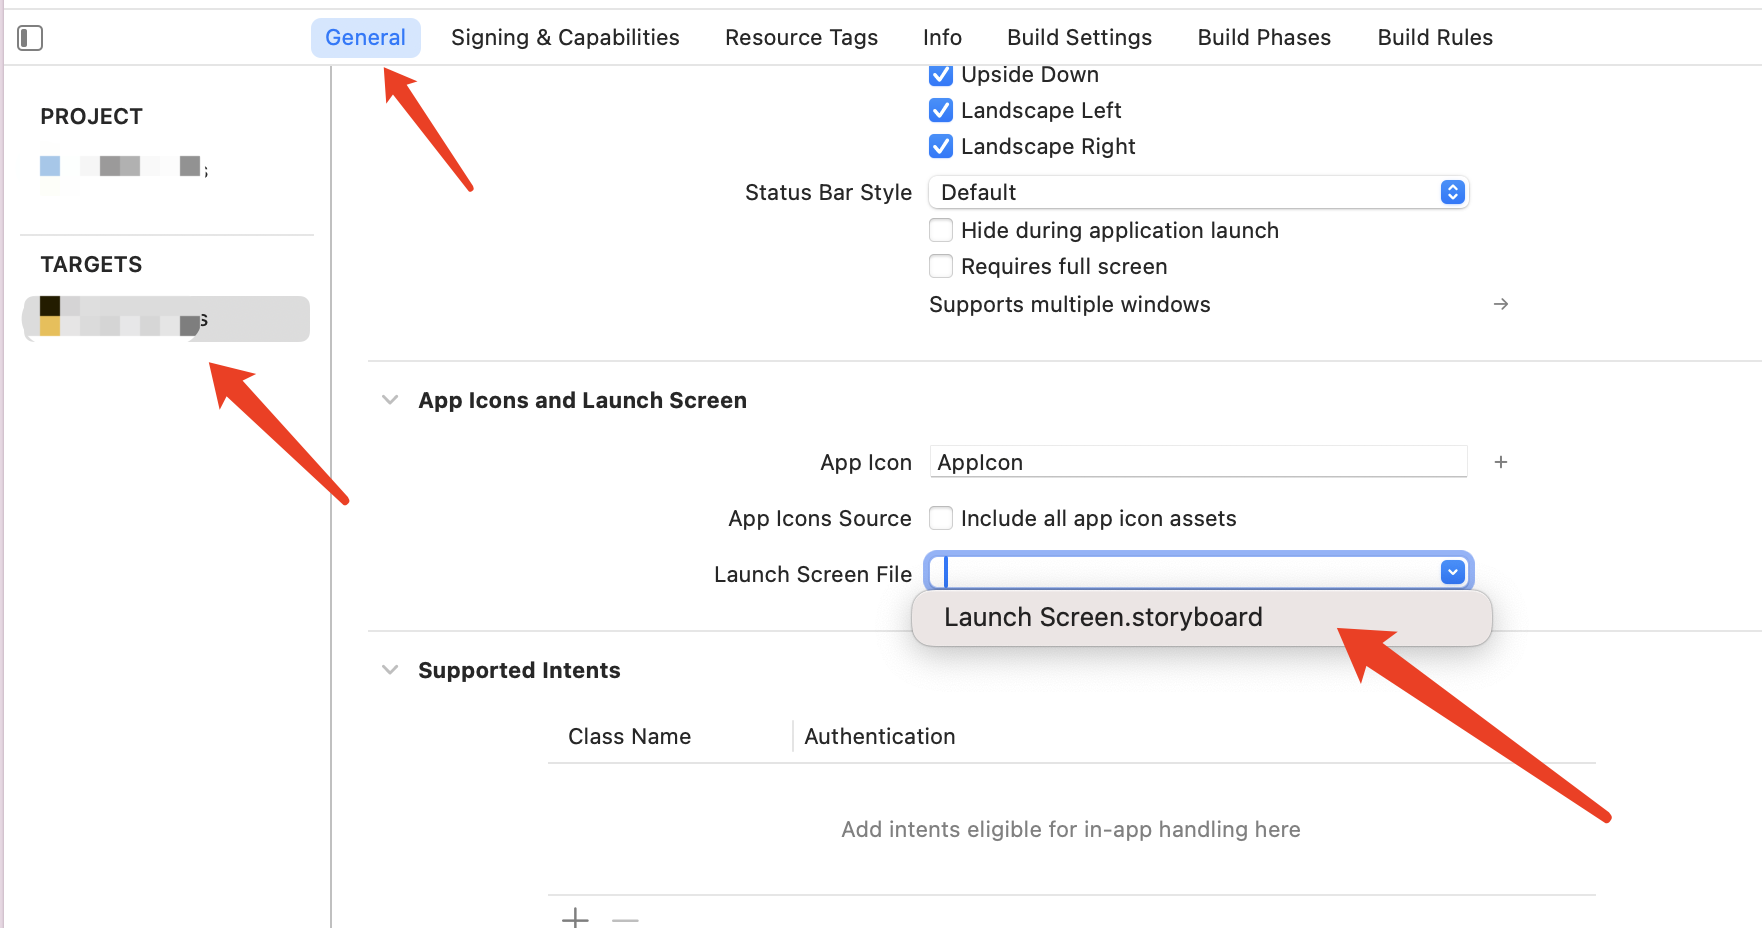 General Signing & Capabilities Resource Tags Info Build Settings Build Phases Build Rules
PROJECT
s
TARGETS
s
Upside Down
Landscape Left
Landscape Right
Status Bar Style Default
Hide during application launch
Requires full screen
Supports multiple windows →
App Icons and Launch Screen
App Icon AppIcon +
App Icons Source Include all app icon assets
Launch Screen File
Launch Screen.storyboard
Supported Intents
Class Name Authentication
Add intents eligible for in-app handling here